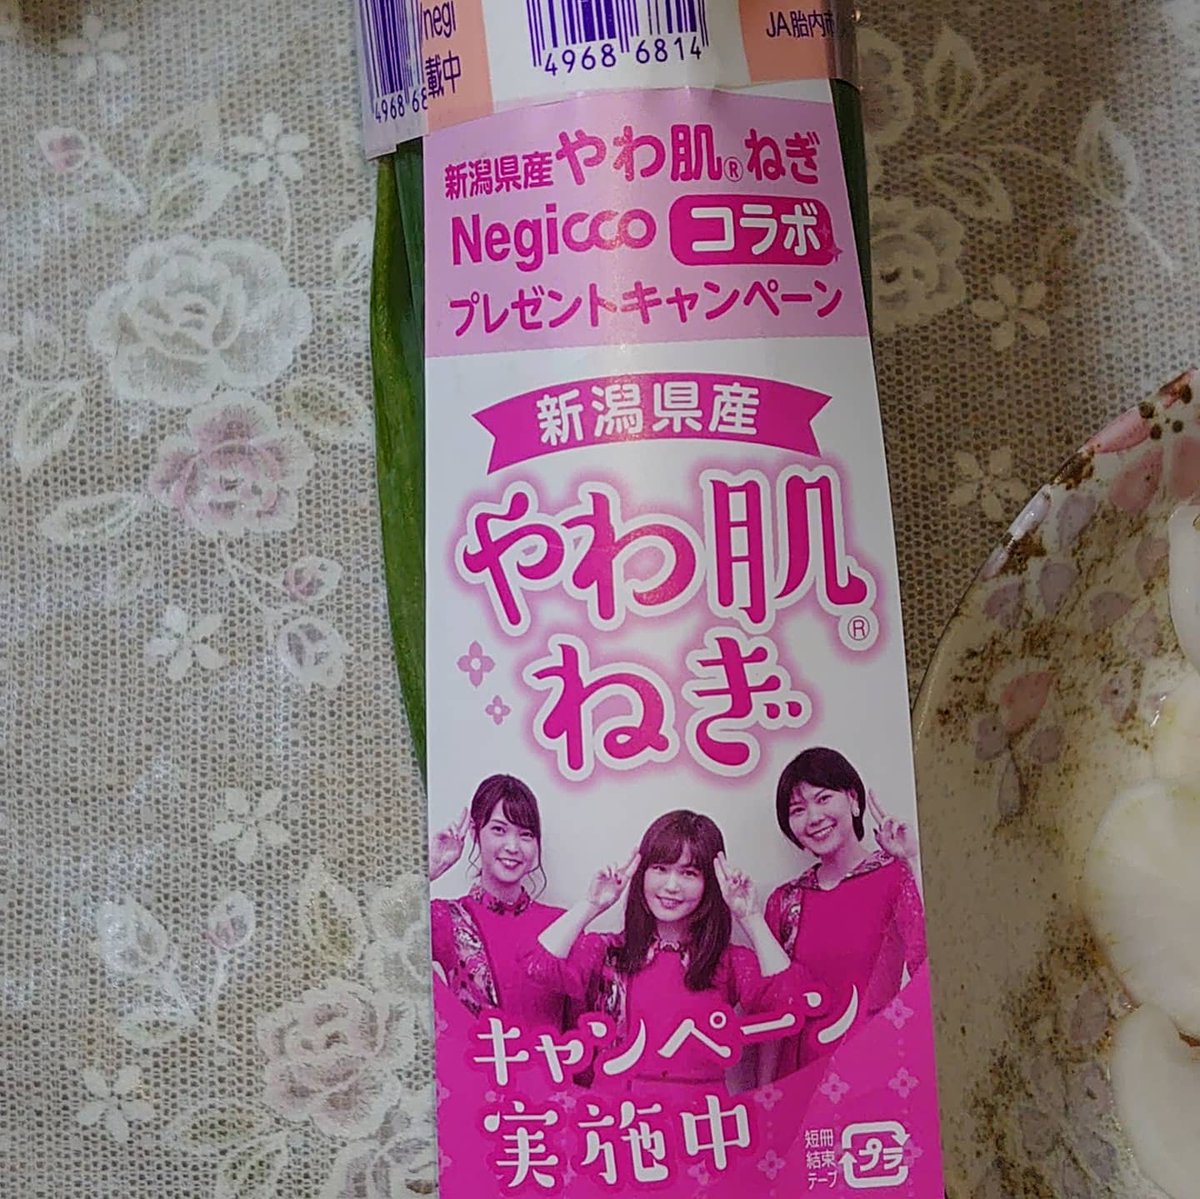 negi
載中
4968 68
4968 6814
JA胎内市
新潟県産やわ肌®ねぎ
Negicco コラボ
プレゼントキャンペーン
新潟県産
やわ肌®
ねぎ
キャンペーン
実施中
短冊
結束
テープ
プラ